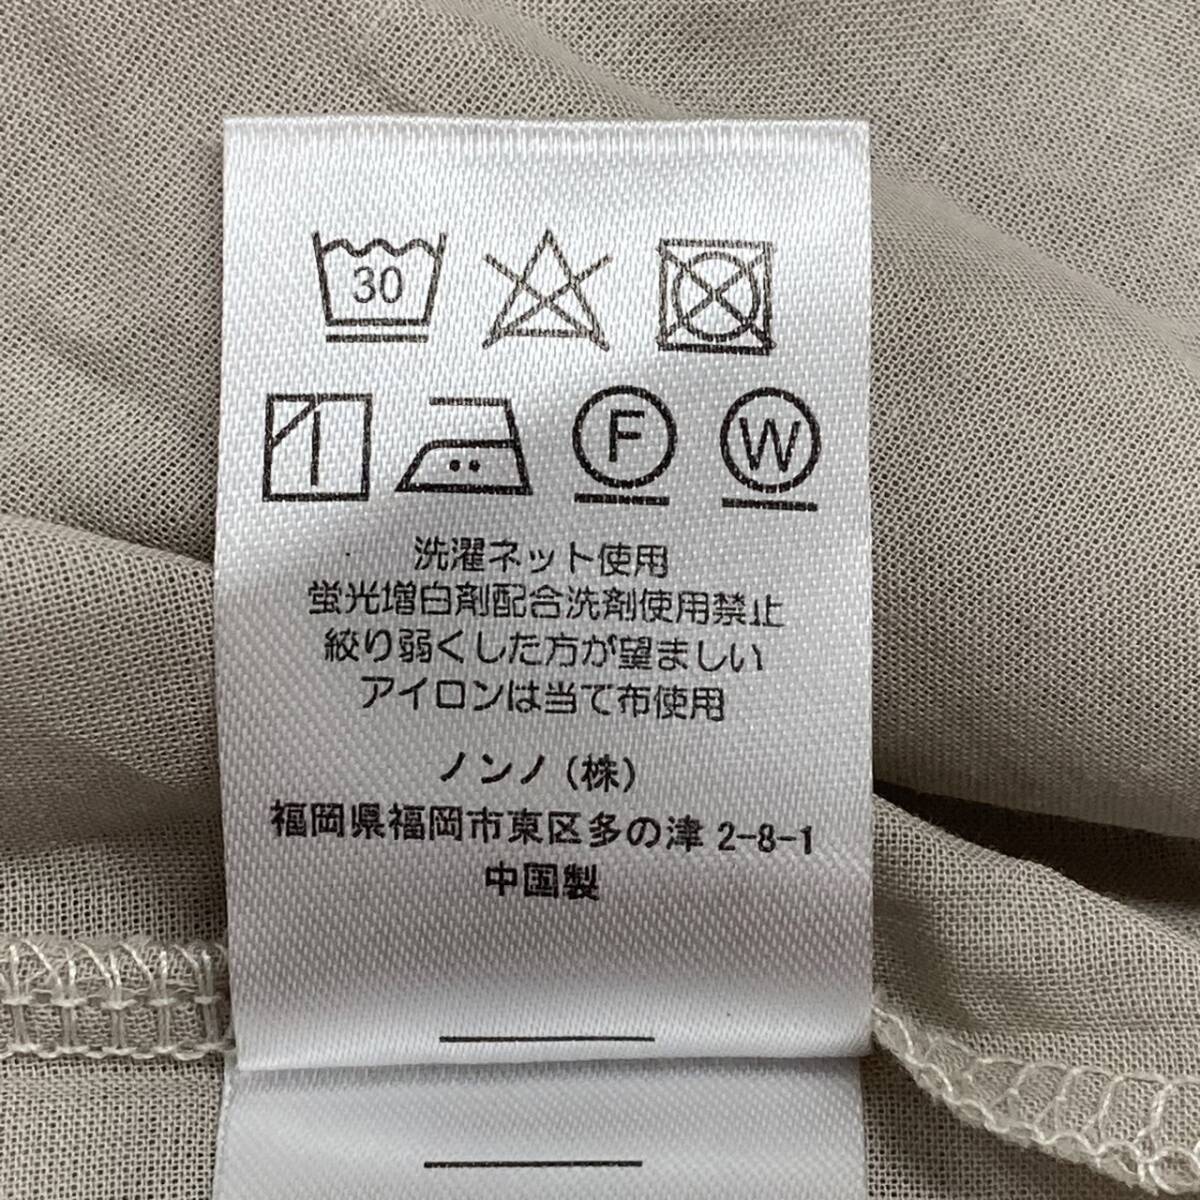 30
F W
洗濯ネット使用
蛍光増白剤配合洗剤使用禁止
絞り弱くした方が望ましい
アイロンは当て布使用
ノンノ(株)
福岡県福岡市東区多の津 2-8-1
中国製